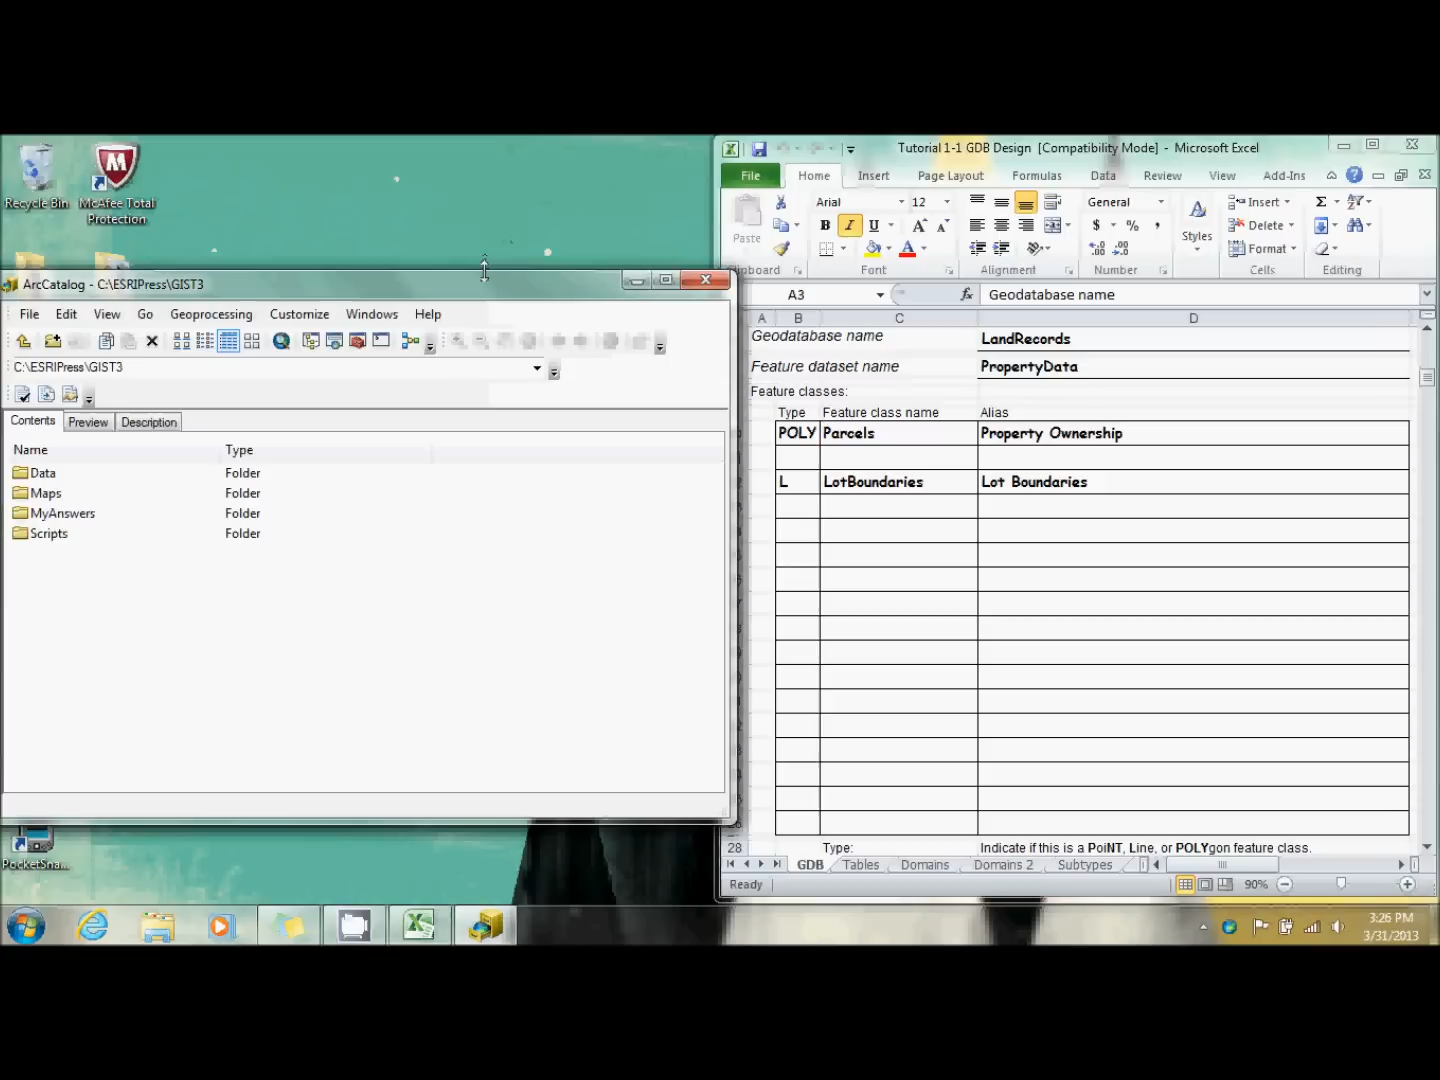 Recycle Bin
McAfee Total
Protection
ArcCatalog - C:\ESRIPress\GIST3
File Edit View Go Geoprocessing Customize Windows Help
C:\ESRIPress\GIST3
Contents Preview Description
Name Type
Data Folder
Maps Folder
MyAnswers Folder
Scripts Folder
PocketSna...
Tutorial 1-1 GDB Design [Compatibility Mode] - Microsoft Excel
File Home Insert Page Layout Formulas Data Review View Add-Ins
Arial 12 General Insert
Paste B I U $ % , Styles Delete
Format
Clipboard Font Alignment Number Cells Editing
A3 fx Geodatabase name
A B C D
Geodatabase name LandRecords
Feature dataset name PropertyData
Feature classes:
Type Feature class name Alias
POLY Parcels Property Ownership
L LotBoundaries Lot Boundaries
28 Type: Indicate if this is a PoiNT, Line, or POLYgon feature class.
GDB Tables Domains Domains 2 Subtypes
Ready 90%
3:26 PM
3/31/2013